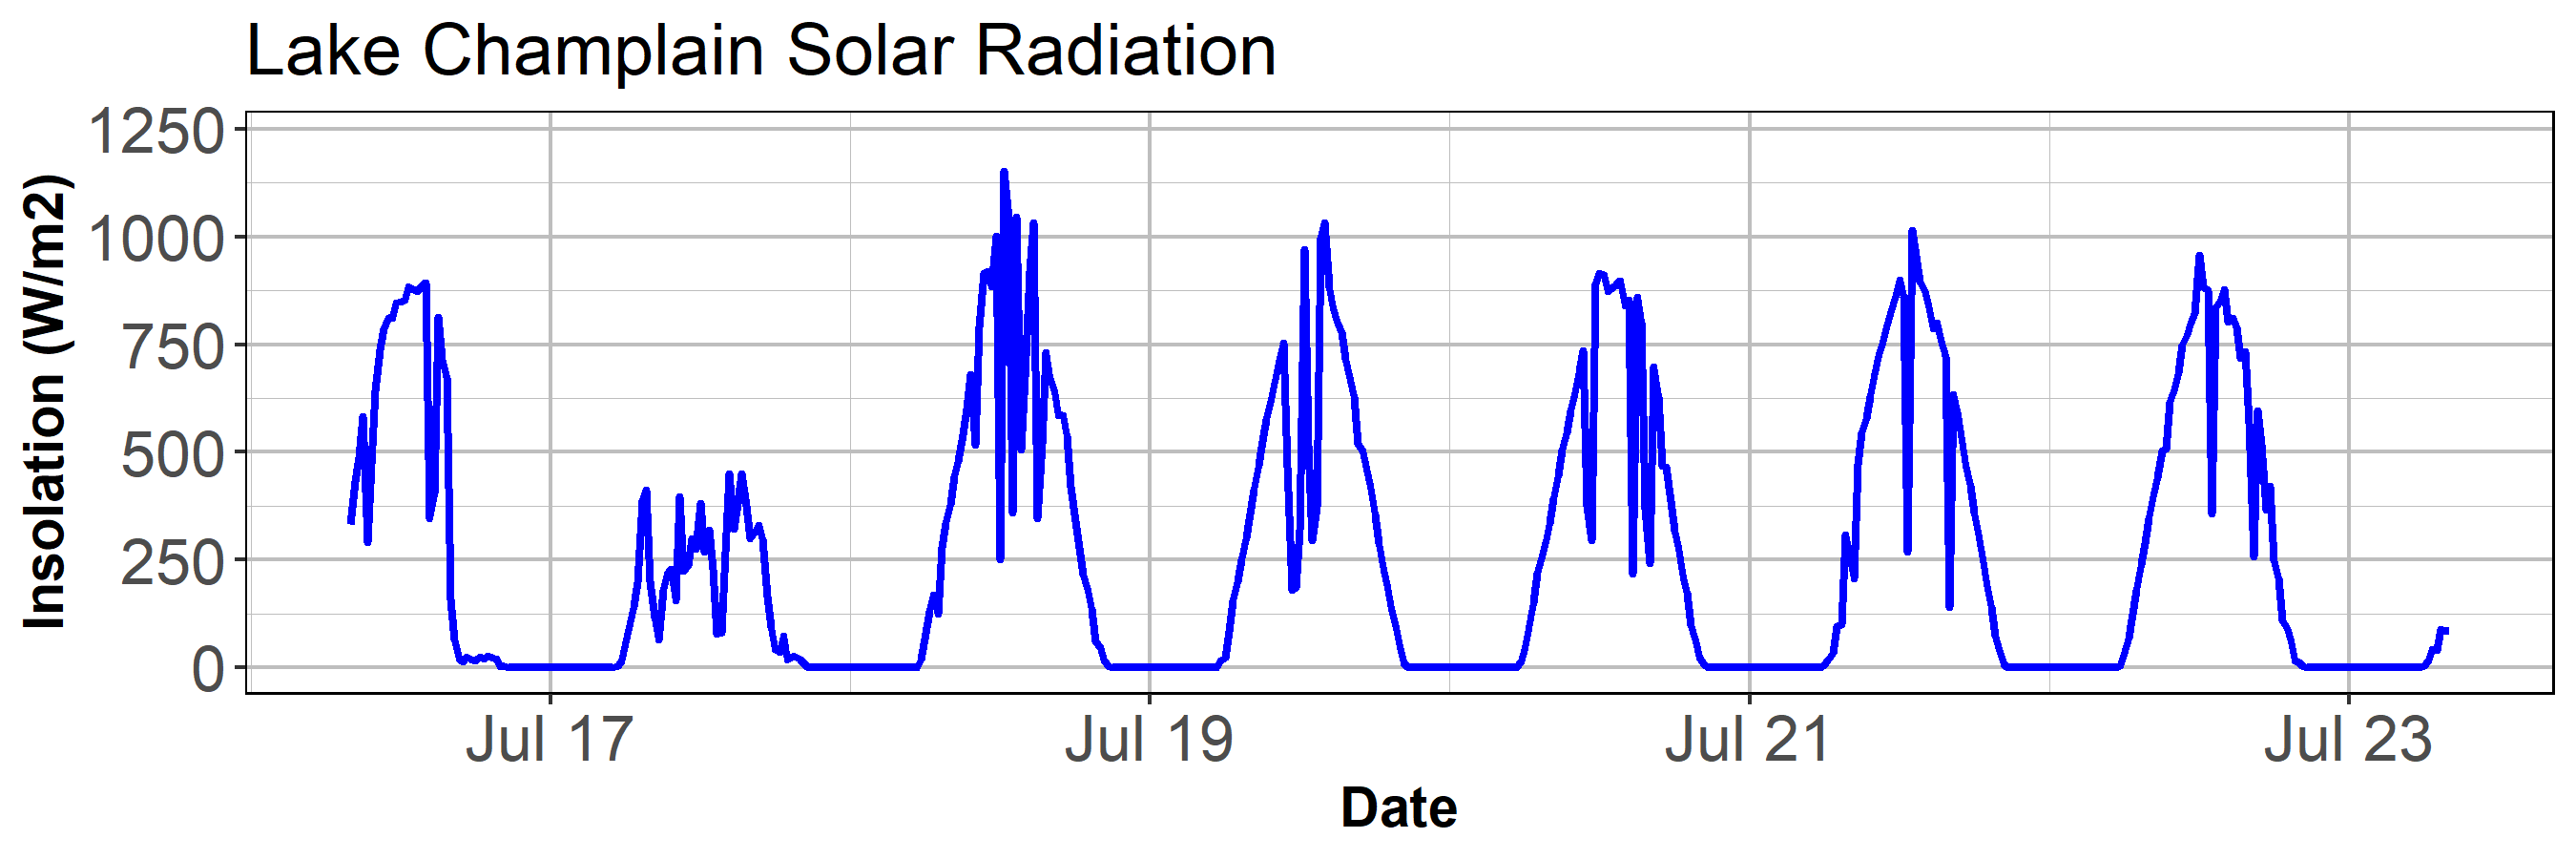 Lake Champlain Solar Radiation
Insolation (W/m2)
1250
1000
750
500
250
0
Jul 17 Jul 19 Jul 21 Jul 23
Date